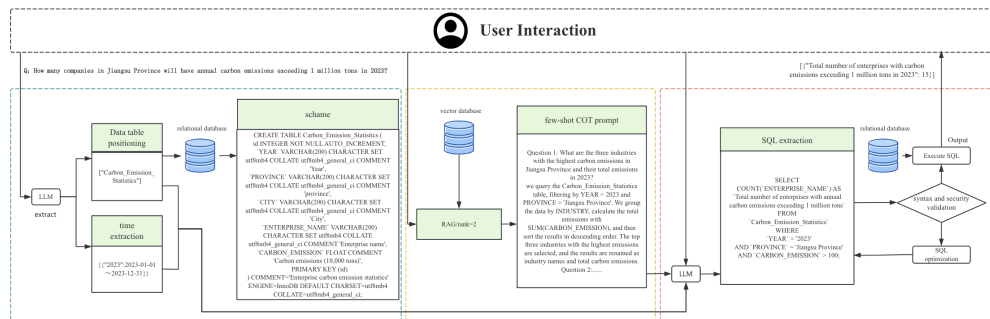 User Interaction
Q: How many companies in Jiangsu Province will have annual carbon emissions exceeding 1 million tons in 2023?
[{"Total number of enterprises with carbon
emissions exceeding 1 million tons in 2023": 15}]
LLM
extract
Data table
positioning
["Carbon_Emission_
Statistics"]
time
extraction
[{"2023":2023-01-01
～2023-12-31}]
relational database
schame
CREATE TABLE Carbon_Emission_Statistics (
id INTEGER NOT NULL AUTO_INCREMENT,
`YEAR` VARCHAR(200) CHARACTER SET
utf8mb4 COLLATE utf8mb4_general_ci COMMENT
'Year',
`PROVINCE` VARCHAR(200) CHARACTER SET
utf8mb4 COLLATE utf8mb4_general_ci COMMENT
'province',
`CITY` VARCHAR(200) CHARACTER SET
utf8mb4 COLLATE utf8mb4_general_ci COMMENT
'City',
`ENTERPRISE_NAME` VARCHAR(200)
CHARACTER SET utf8mb4 COLLATE
utf8mb4_general_ci COMMENT 'Enterprise name',
`CARBON_EMISSION` FLOAT COMMENT
'Carbon emissions (10,000 tons)',
PRIMARY KEY (id)
) COMMENT='Enterprise carbon emission statistics'
ENGINE=InnoDB DEFAULT CHARSET=utf8mb4
COLLATE=utf8mb4_general_ci;
vector database
RAG/rank=2
few-shot COT prompt
Question 1: What are the three industries
with the highest carbon emissions in
Jiangsu Province and their total emissions
in 2023?
we query the Carbon_Emission_Statistics
table, filtering by YEAR = 2023 and
PROVINCE = 'Jiangsu Province'. We group
the data by INDUSTRY, calculate the total
emissions with
SUM(CARBON_EMISSION), and then
sort the results in descending order. The top
three industries with the highest emissions
are selected, and the results are renamed as
industry names and total carbon emissions.
Question 2:......
LLM
SQL extraction
SELECT
COUNT(`ENTERPRISE_NAME`) AS
`Total number of enterprises with annual
carbon emissions exceeding 1 million tons`
FROM
`Carbon_Emission_Statistics`
WHERE
`YEAR` = '2023'
AND `PROVINCE` = 'Jiangsu Province'
AND `CARBON_EMISSION` > 100;
relational database
Output
Execute SQL
syntax and security
validation
SQL
optimization